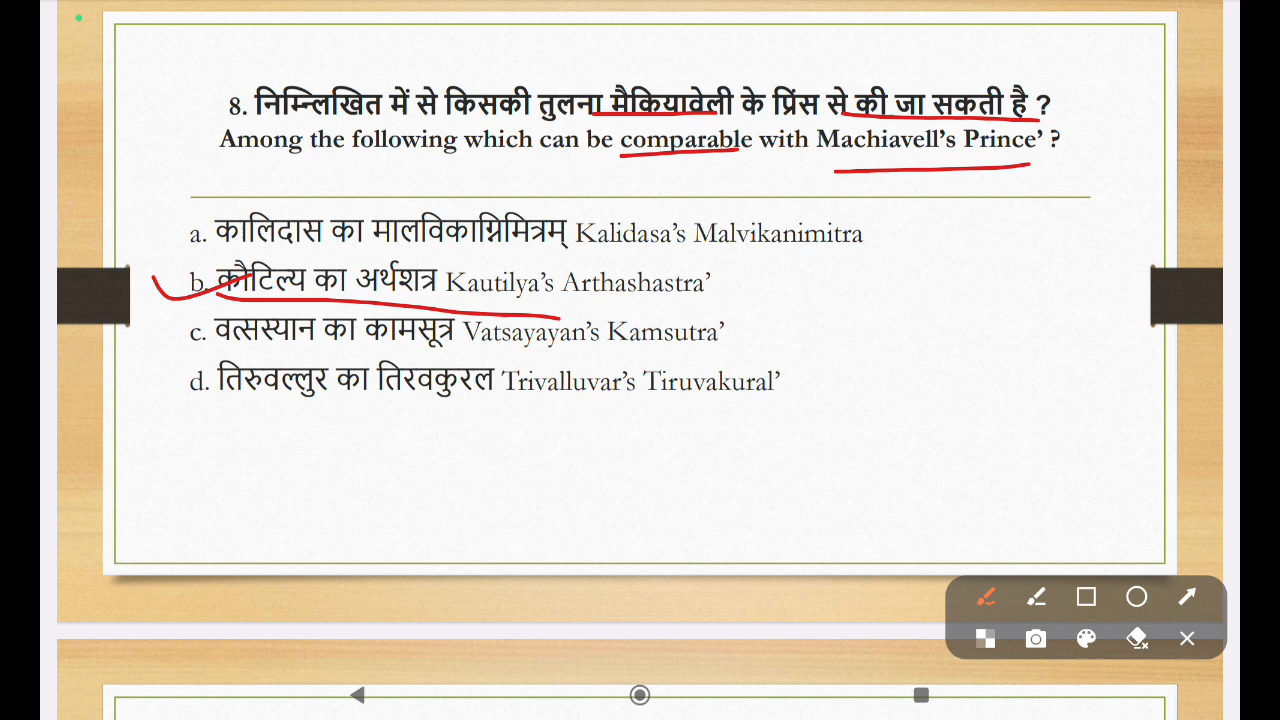 8. निम्न्लिखित में से किसकी तुलना मैकियावेली के प्रिंस से की जा सकती है ?
Among the following which can be comparable with Machiavell’s Prince’ ?
a. कालिदास का मालविकाग्निमित्रम् Kalidasa’s Malvikanimitra
b. कौटिल्य का अर्थशत्र Kautilya’s Arthashastra’
c. वत्सस्यान का कामसूत्र Vatsayayan’s Kamsutra’
d. तिरुवल्लुर का तिरवकुरल Trivalluvar’s Tiruvakural’